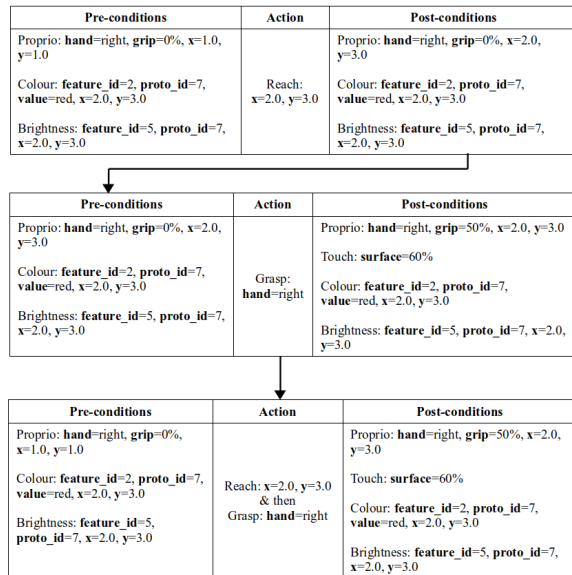 Pre-conditions
Action
Post-conditions
Proprio: hand=right, grip=0%, x=1.0,
y=1.0
Colour: feature_id=2, proto_id=7,
value=red, x=2.0, y=3.0
Brightness: feature_id=5, proto_id=7,
x=2.0, y=3.0
Reach:
x=2.0, y=3.0
Proprio: hand=right, grip=0%, x=2.0,
y=3.0
Colour: feature_id=2, proto_id=7,
value=red, x=2.0, y=3.0
Brightness: feature_id=5, proto_id=7,
x=2.0, y=3.0
Pre-conditions
Action
Post-conditions
Proprio: hand=right, grip=0%, x=2.0,
y=3.0
Colour: feature_id=2, proto_id=7,
value=red, x=2.0, y=3.0
Brightness: feature_id=5, proto_id=7,
x=2.0, y=3.0
Grasp:
hand=right
Proprio: hand=right, grip=50%, x=2.0, y=3.0
Touch: surface=60%
Colour: feature_id=2, proto_id=7,
value=red, x=2.0, y=3.0
Brightness: feature_id=5, proto_id=7, x=2.0,
y=3.0
Pre-conditions
Action
Post-conditions
Proprio: hand=right, grip=0%,
x=1.0, y=1.0
Colour: feature_id=2, proto_id=7,
value=red, x=2.0, y=3.0
Brightness: feature_id=5,
proto_id=7, x=2.0, y=3.0
Reach: x=2.0, y=3.0
& then
Grasp: hand=right
Proprio: hand=right, grip=50%, x=2.0,
y=3.0
Touch: surface=60%
Colour: feature_id=2, proto_id=7,
value=red, x=2.0, y=3.0
Brightness: feature_id=5, proto_id=7,
x=2.0, y=3.0